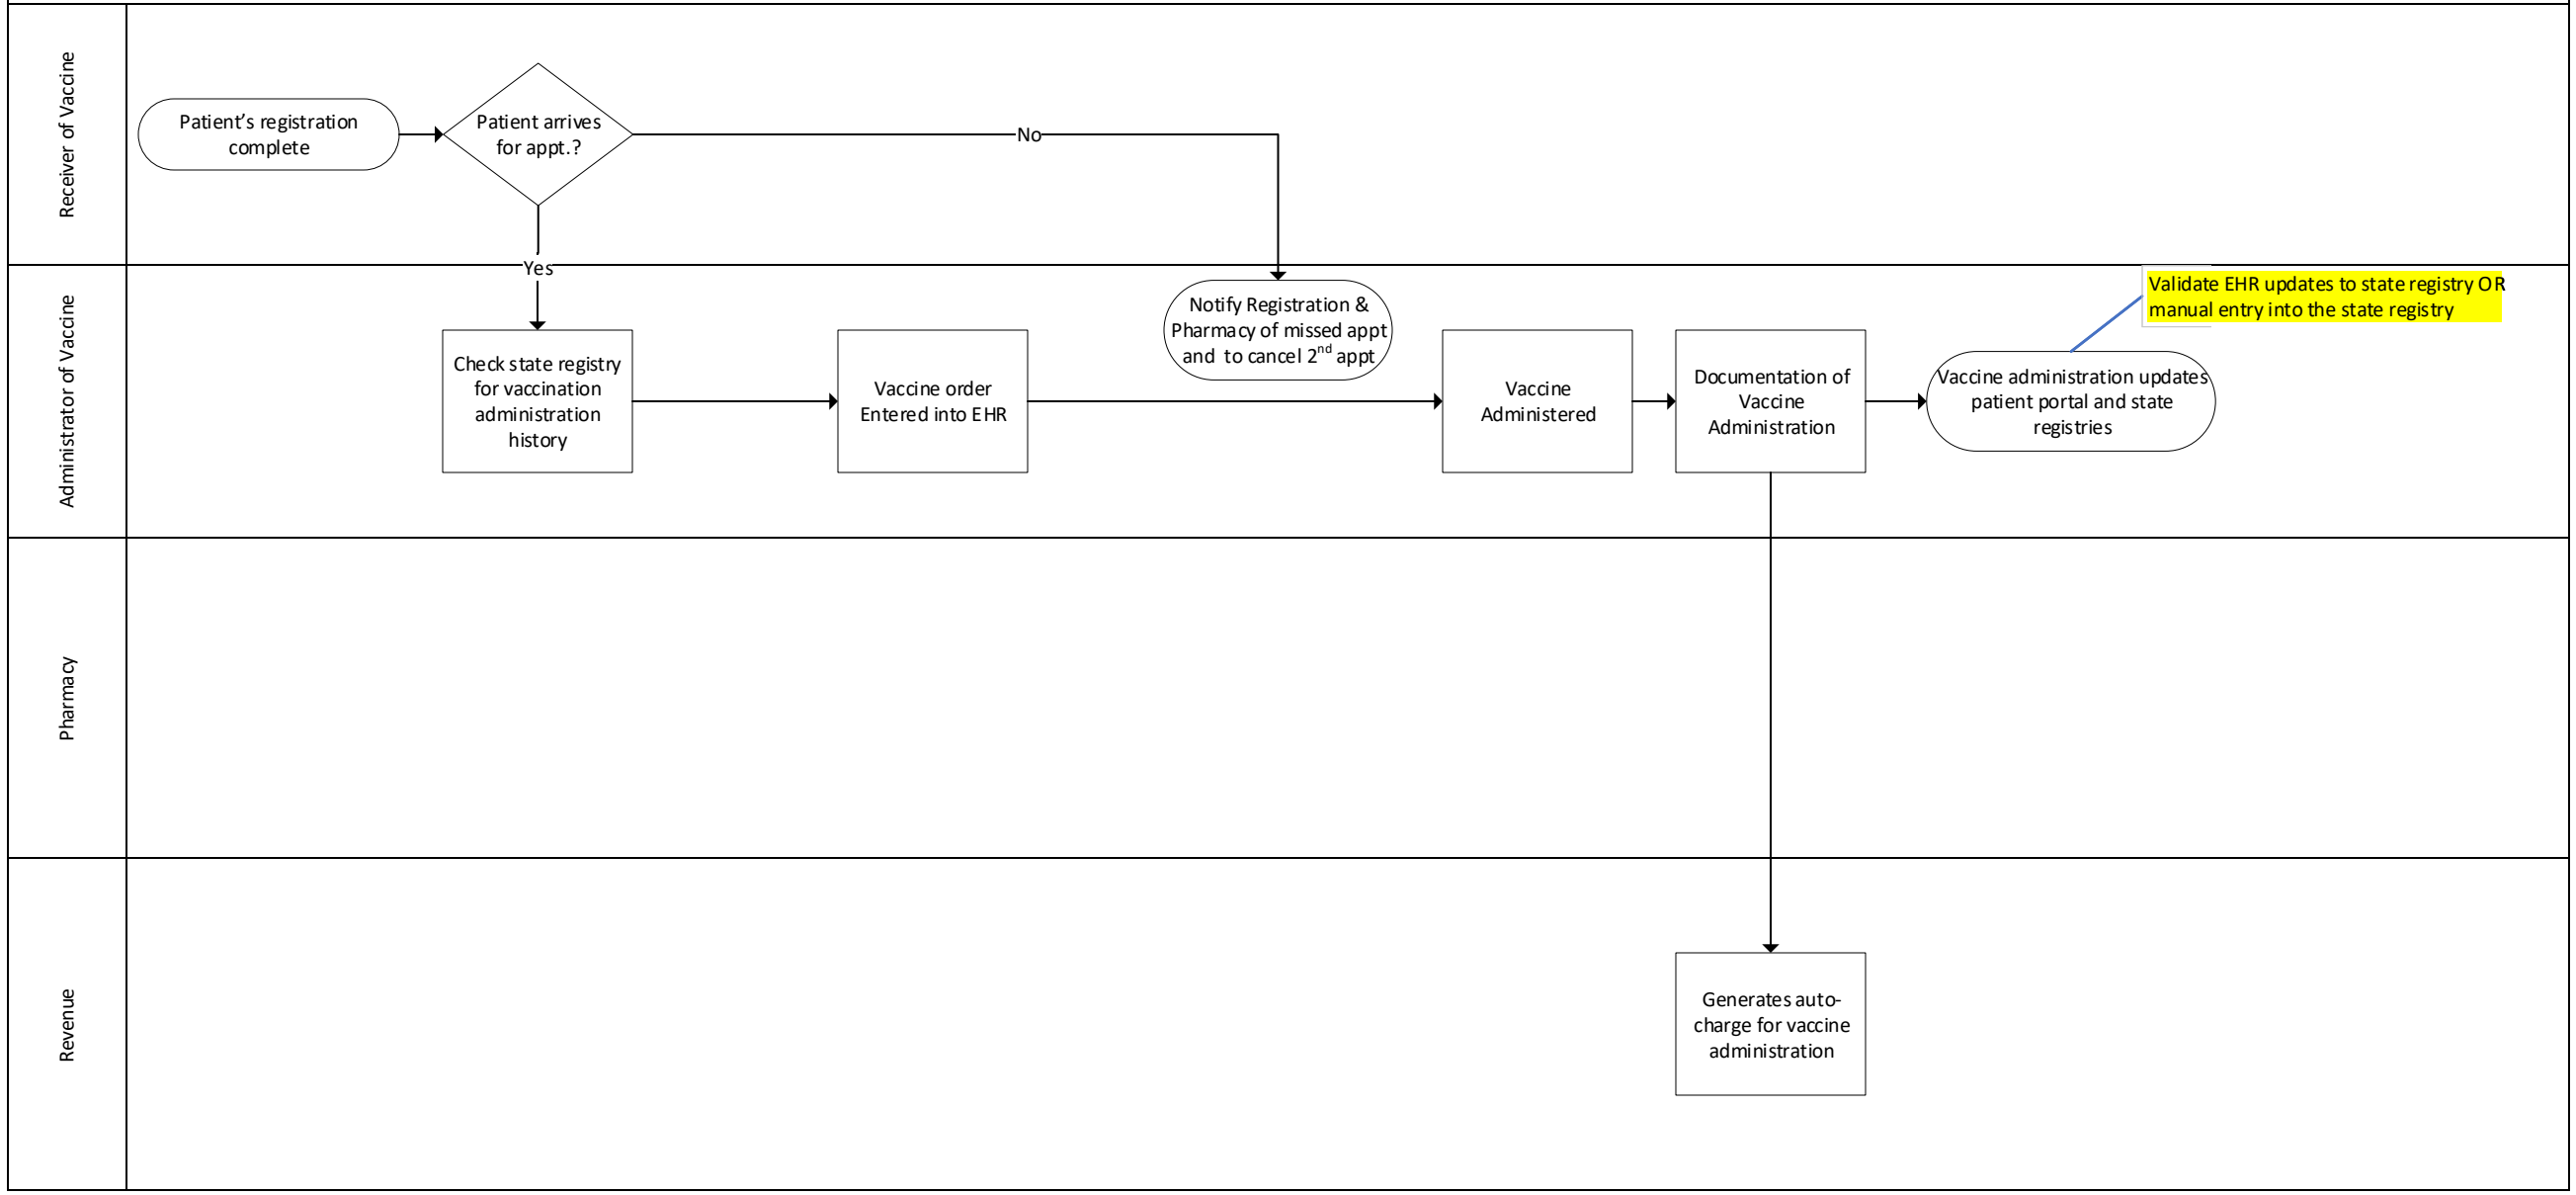 Receiver of Vaccine
Patient’s registration
complete
Patient arrives
for appt.?
No
Yes
Administrator of Vaccine
Check state registry
for vaccination
administration
history
Vaccine order
Entered into EHR
Notify Registration &
Pharmacy of missed appt
and to cancel 2nd appt
Vaccine
Administered
Documentation of
Vaccine
Administration
Vaccine administration updates
patient portal and state
registries
Validate EHR updates to state registry OR
manual entry into the state registry
Pharmacy
Revenue
Generates auto-
charge for vaccine
administration